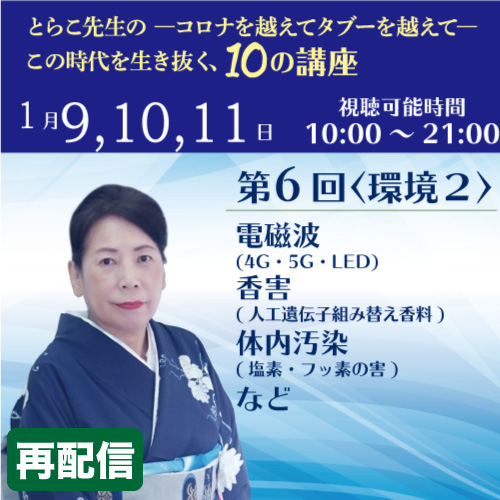 とらこ先生の ―コロナを越えてタブーを越えて―
この時代を生き抜く、10の講座
1月9,10,11日
視聴可能時間
10:00 ～ 21:00
第6回〈環境2〉
電磁波
(4G・5G・LED)
香害
(人工遺伝子組み替え香料)
体内汚染
(塩素・フッ素の害)
など
再配信